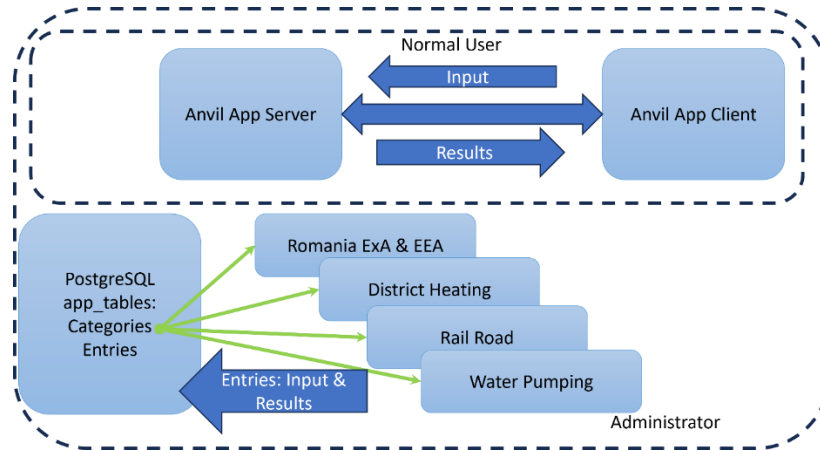 Normal User
Input
Anvil App Server
Anvil App Client
Results
Romania ExA & EEA
PostgreSQL
app_tables:
Categories
Entries
District Heating
Rail Road
Water Pumping
Entries: Input &
Results
Administrator